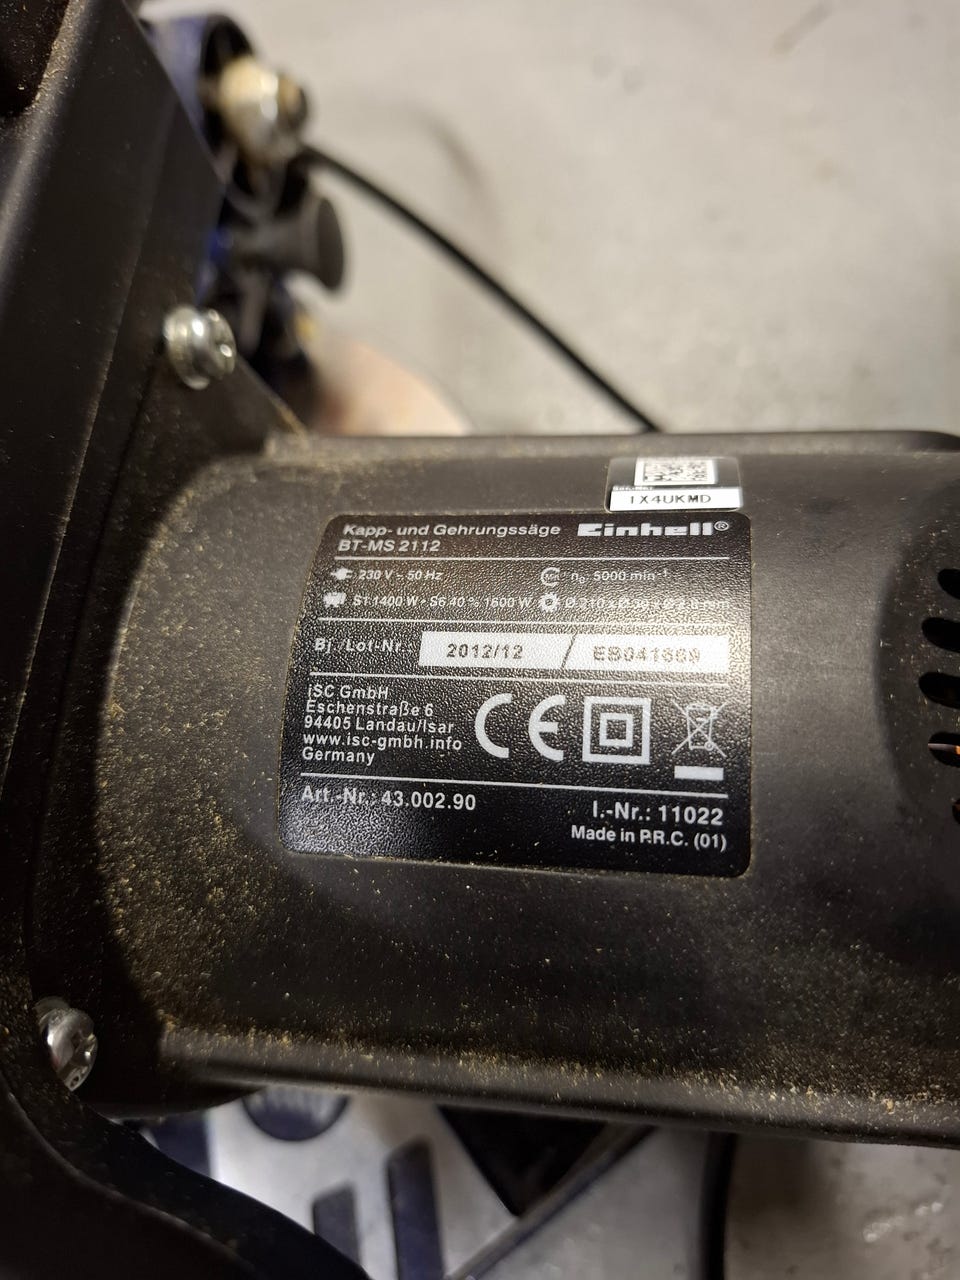 1X4UKMD
Kapp- und Gehrungssäge Einhell®
BT-MS 2112
230 V ~ 50 Hz n₀ 5000 min⁻¹
S1 1400 W • S6 40 % 1600 W Ø 210 x Ø 30 x
Bj./Lot-Nr. 2012/12 /
iSC GmbH
Eschenstraße 6
94405 Landau/Isar
www.isc-gmbh.info
Germany
CE
Art.-Nr.: 43.002.90 I.-Nr.: 11022
Made in P.R.C. (01)